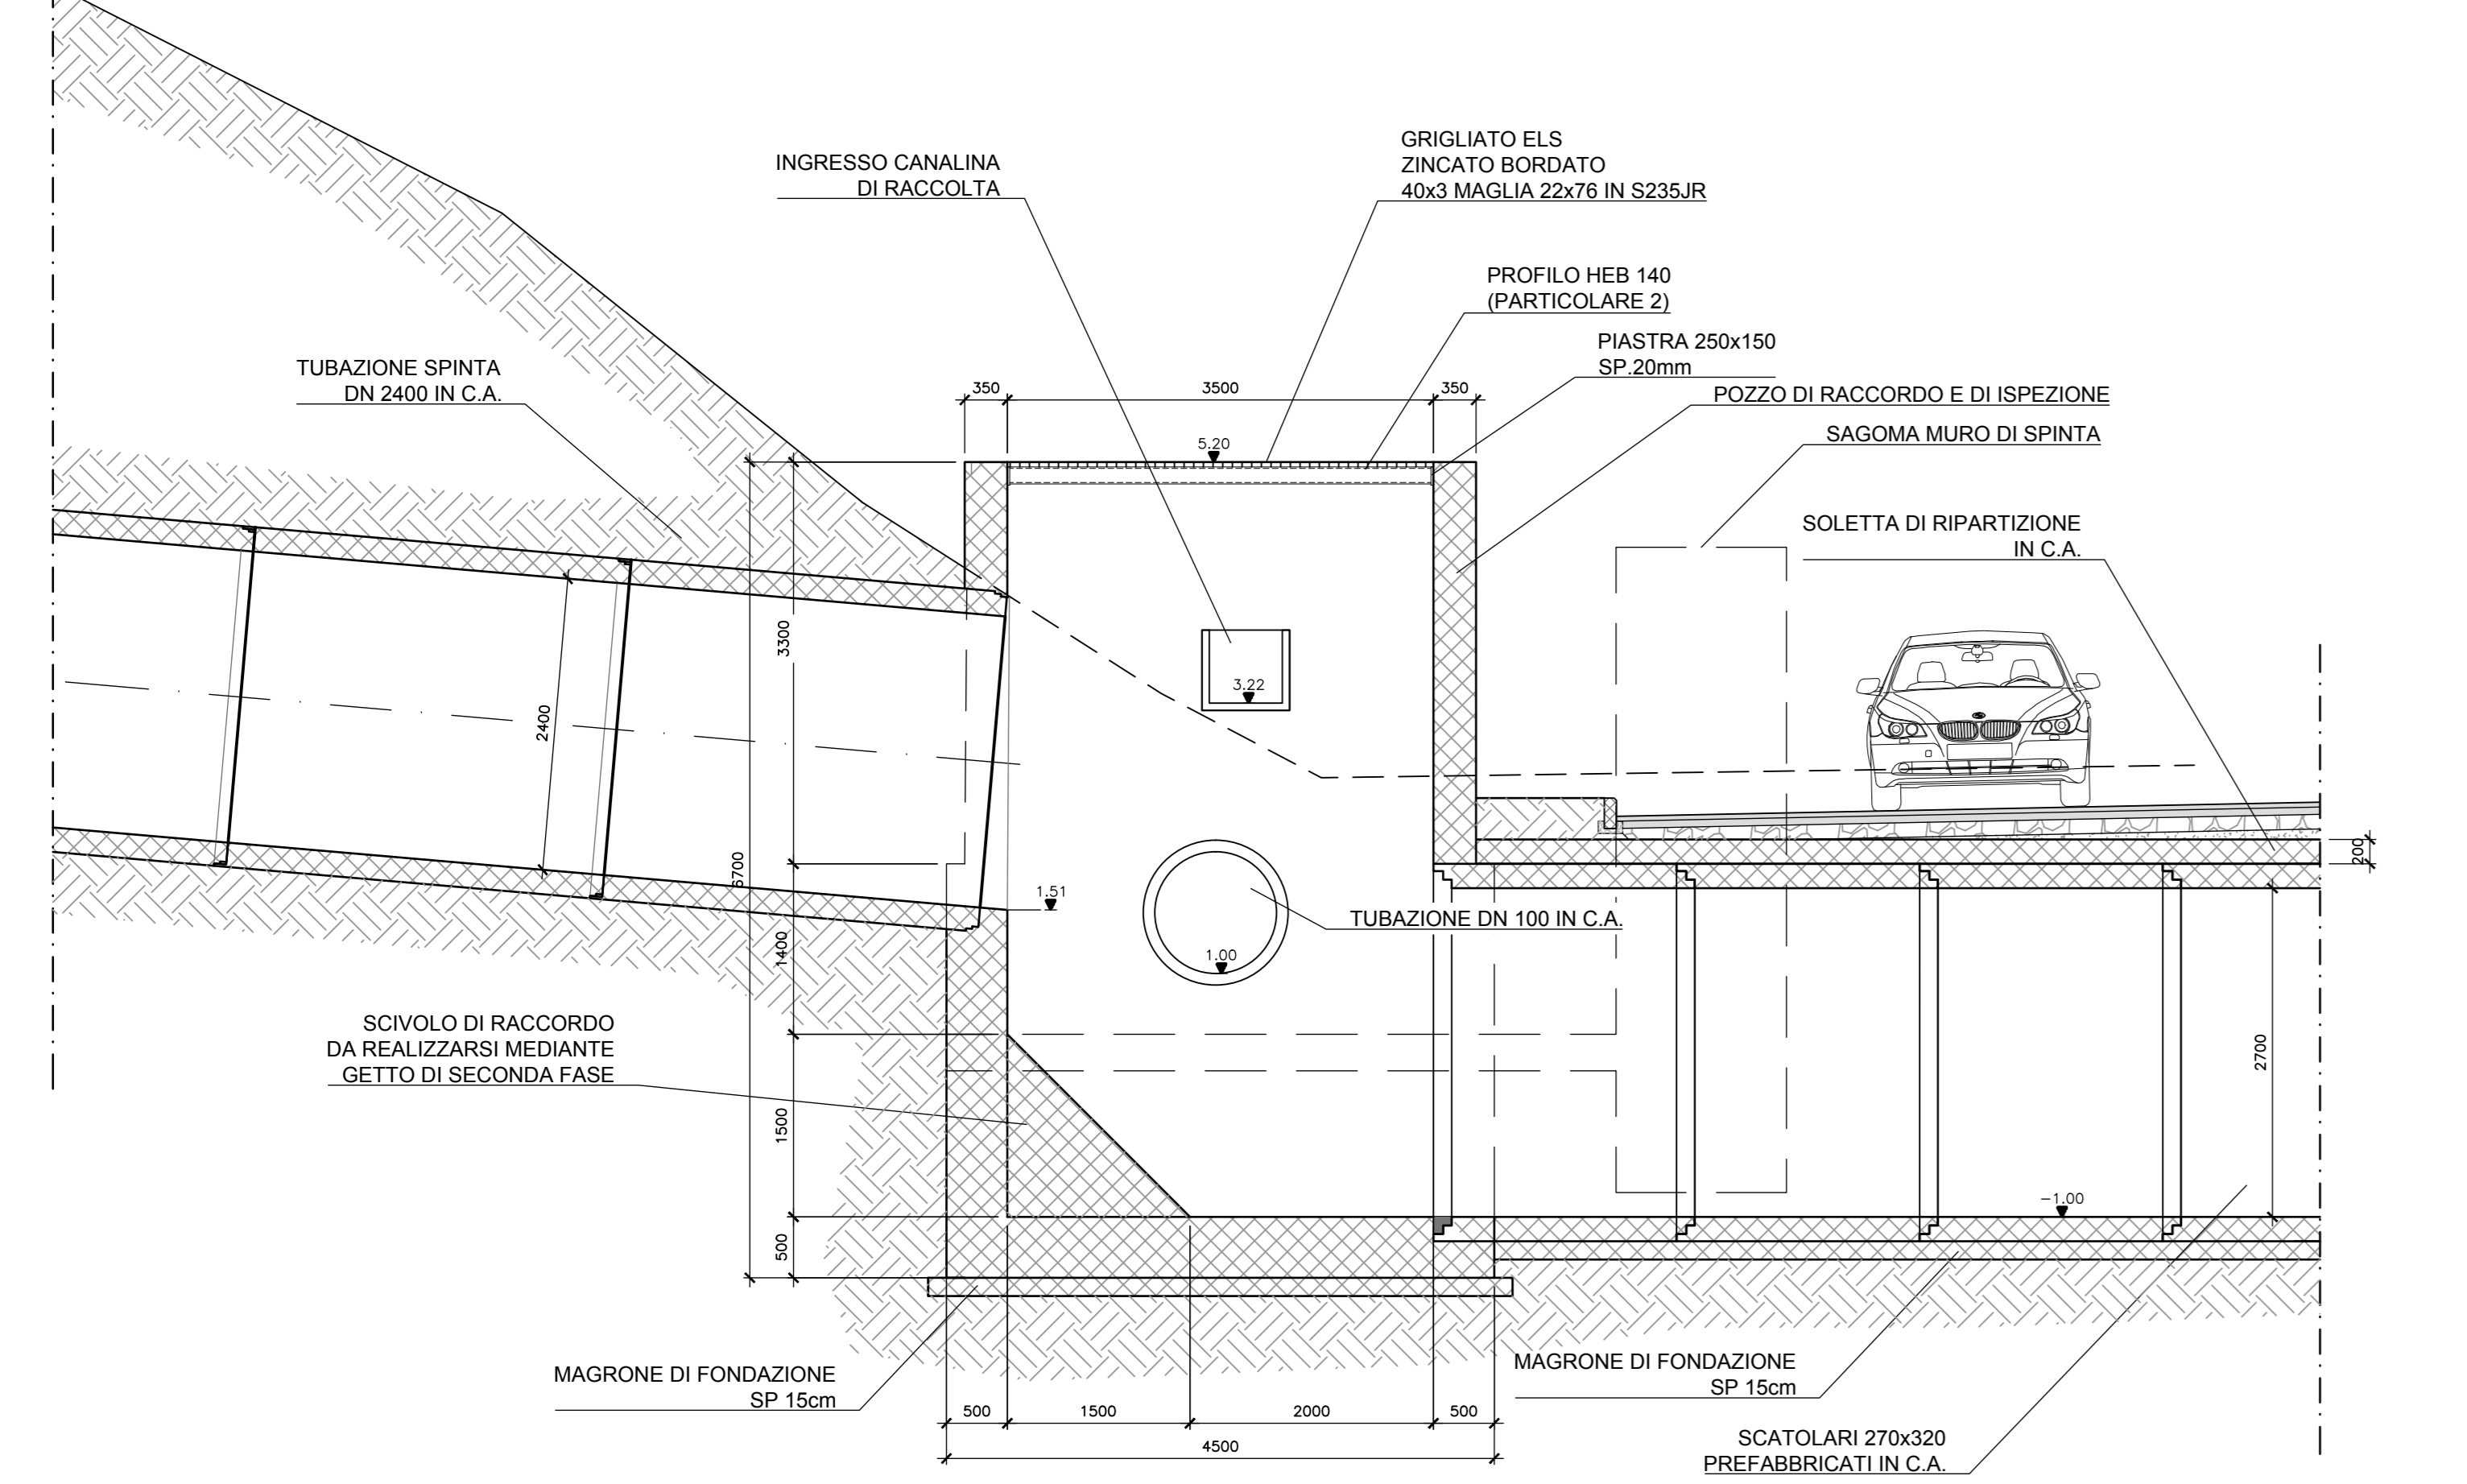 GRIGLIATO ELS
ZINCATO BORDATO
40x3 MAGLIA 22x76 IN S235JR
INGRESSO CANALINA
DI RACCOLTA
PROFILO HEB 140
(PARTICOLARE 2)
PIASTRA 250x150
SP.20mm
TUBAZIONE SPINTA
DN 2400 IN C.A.
POZZO DI RACCORDO E DI ISPEZIONE
SAGOMA MURO DI SPINTA
350
3500
350
5.20
SOLETTA DI RIPARTIZIONE
IN C.A.
3300
3.22
2400
6700
200
1.51
TUBAZIONE DN 100 IN C.A.
1400
1.00
SCIVOLO DI RACCORDO
DA REALIZZARSI MEDIANTE
GETTO DI SECONDA FASE
2700
1500
-1.00
500
MAGRONE DI FONDAZIONE
SP 15cm
MAGRONE DI FONDAZIONE
SP 15cm
500
1500
2000
500
4500
SCATOLARI 270x320
PREFABBRICATI IN C.A.